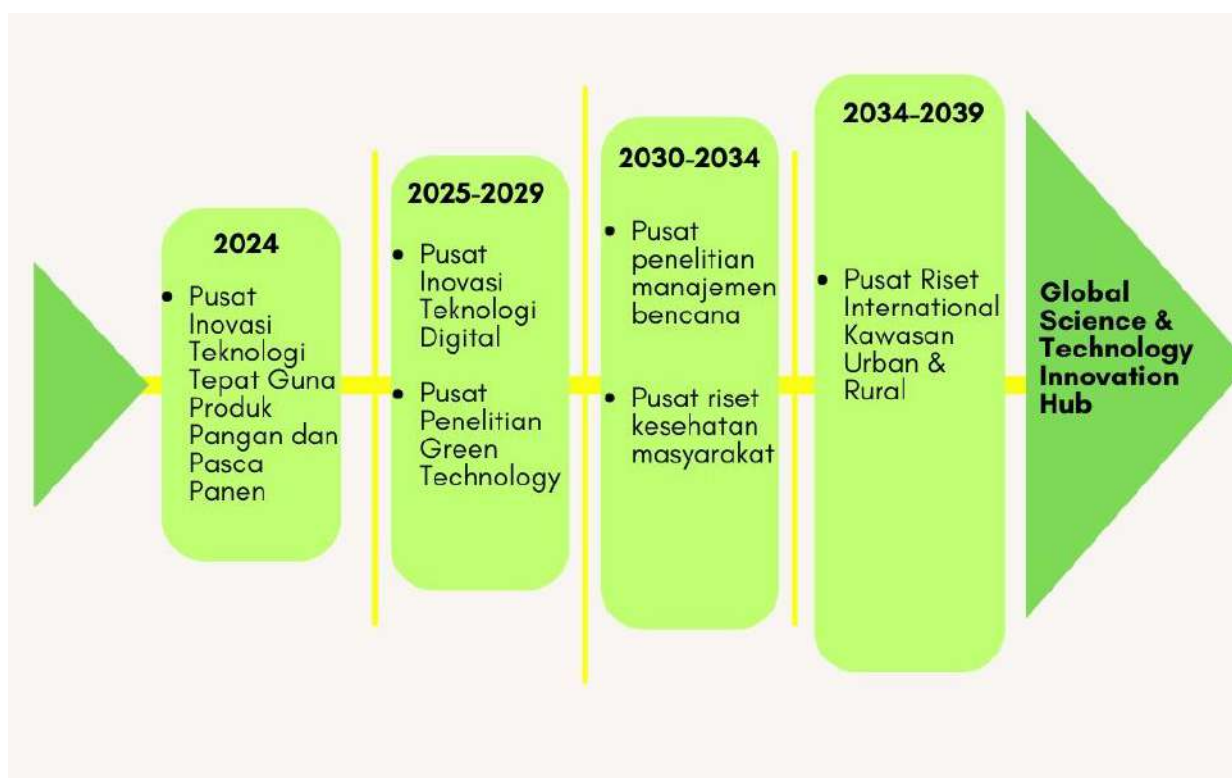 2024
• Pusat
Inovasi
Teknologi
Tepat Guna
Produk
Pangan dan
Pasca
Panen
2025-2029
• Pusat
Inovasi
Teknologi
Digital
• Pusat
Penelitian
Green
Technology
2030-2034
• Pusat
penelitian
manajemen
bencana
• Pusat riset
kesehatan
masyarakat
2034-2039
• Pusat Riset
International
Kawasan
Urban &
Rural
Global
Science &
Technology
Innovation
Hub